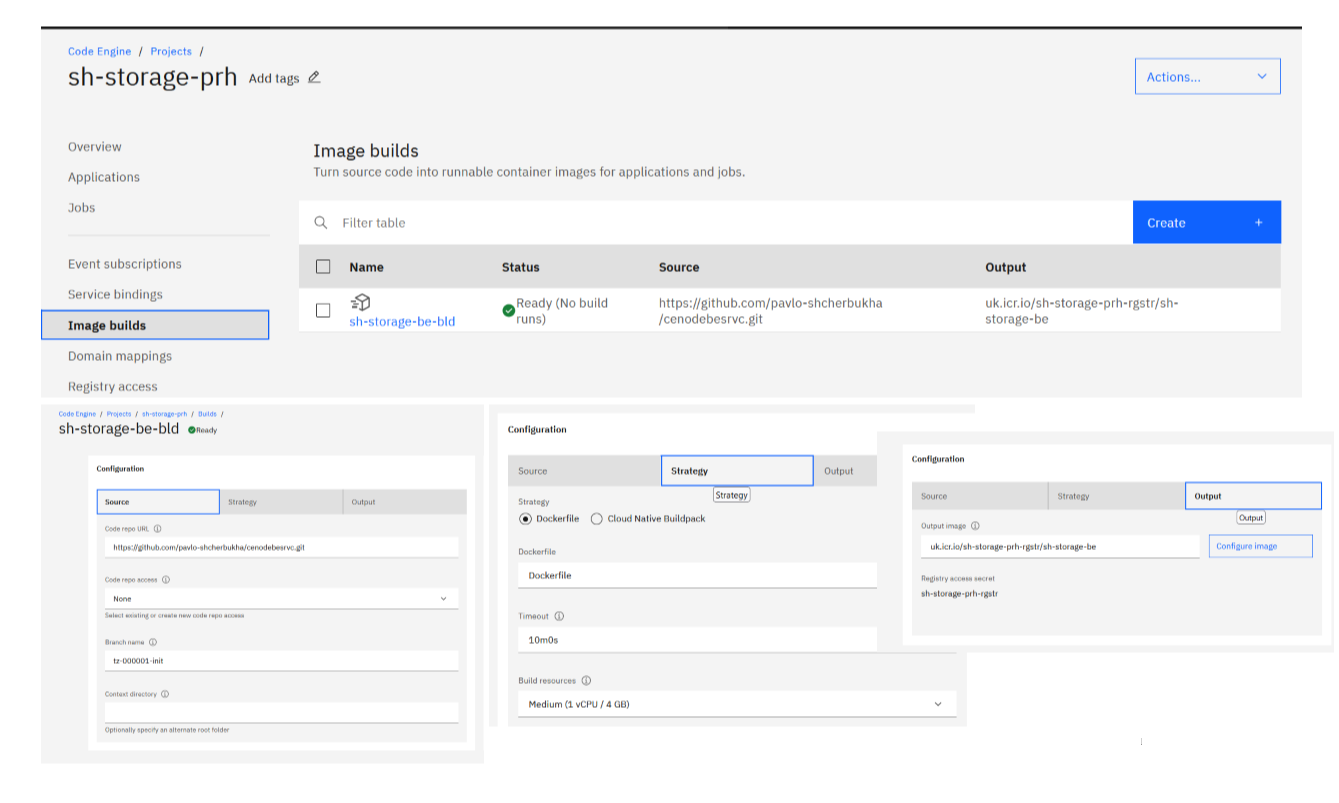 Code Engine / Projects /
sh-storage-prh Add tags
Actions...
Overview
Applications
Jobs
Event subscriptions
Service bindings
Image builds
Domain mappings
Registry access
Image builds
Turn source code into runnable container images for applications and jobs.
Filter table
Create +
Name Status Source Output
sh-storage-be-bld
Ready (No build
runs)
https://github.com/pavlo-shcherbukha
/cenodebesrvc.git
uk.icr.io/sh-storage-prh-rgstr/sh-
storage-be
Code Engine / Projects / sh-storage-prh / Builds /
sh-storage-be-bld Ready
Configuration
Source Strategy Output
Code repo URL
https://github.com/pavlo-shcherbukha/cenodebesrvc.git
Code repo access
None
Select existing or create new code repo access
Branch name
tz-000001-init
Context directory
Optionally specify an alternate root folder
Configuration
Source Strategy Output
Strategy
Strategy
Dockerfile Cloud Native Buildpack
Dockerfile
Dockerfile
Timeout
10m0s
Build resources
Medium (1 vCPU / 4 GB)
Configuration
Source Strategy Output
Output
Output image
uk.icr.io/sh-storage-prh-rgstr/sh-storage-be
Configure image
Registry access secret
sh-storage-prh-rgstr